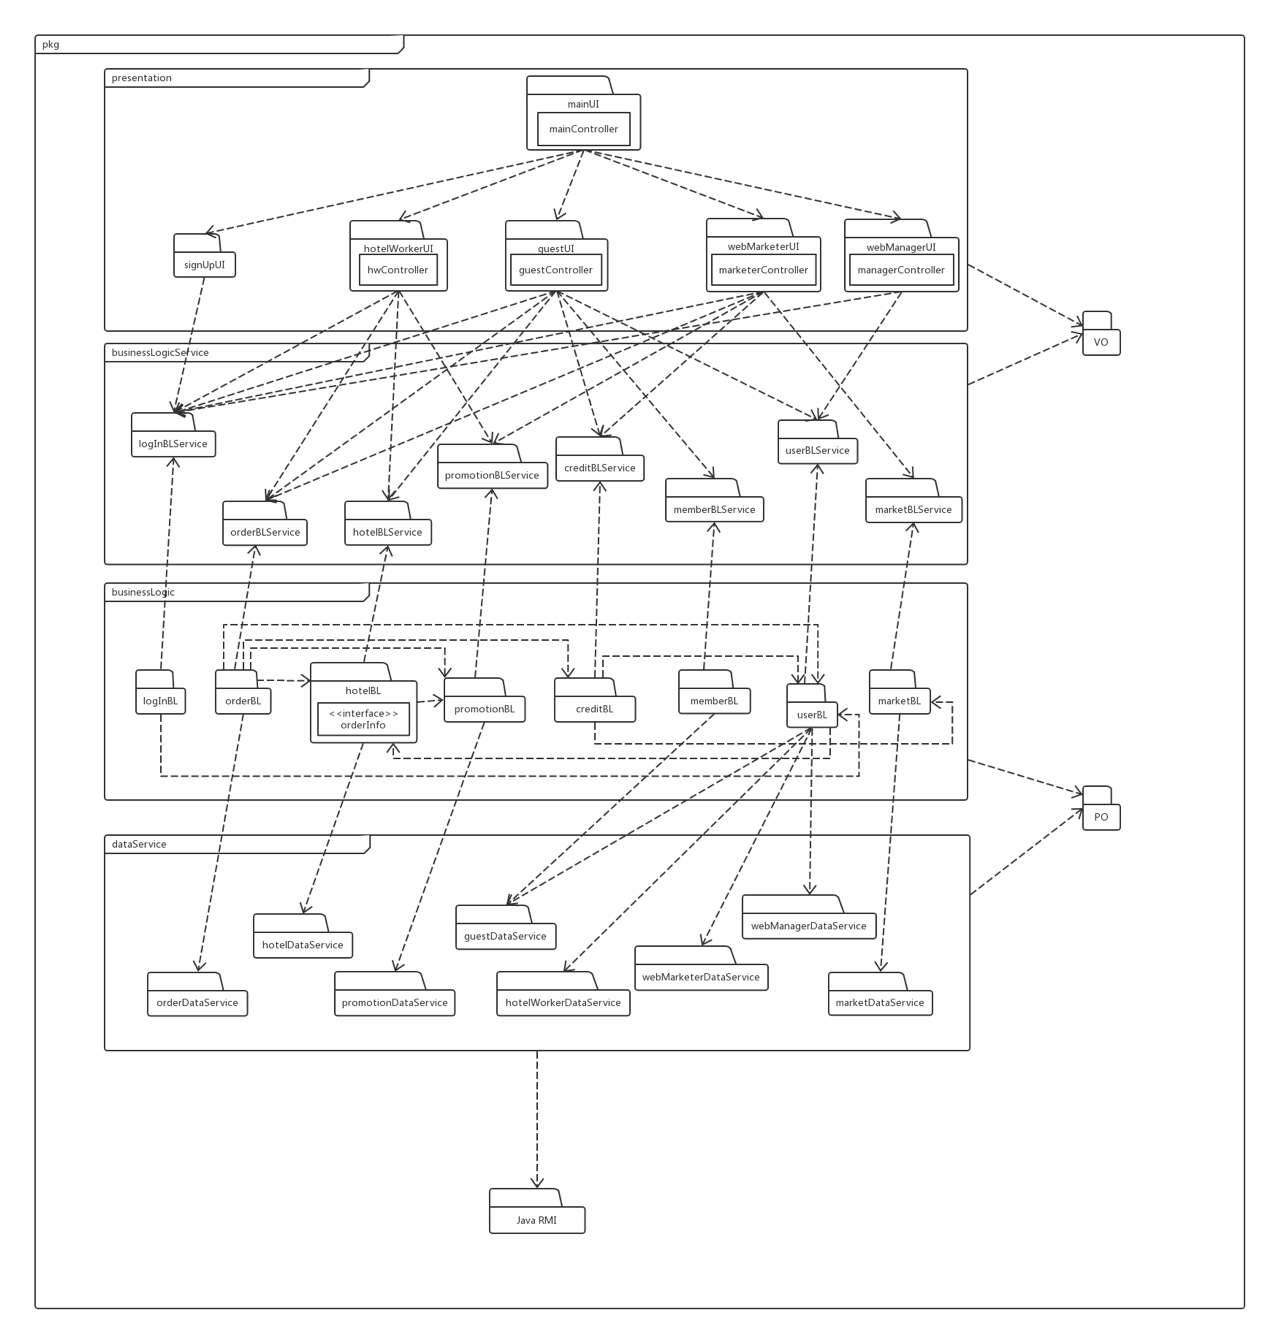 pkg
presentation
mainUI
mainController
signUpUI
hotelWorkerUI
hwController
guestUI
guestController
webMarketerUI
marketerController
webManagerUI
managerController
VO
businessLogicService
logInBLService
orderBLService
hotelBLService
promotionBLService
creditBLService
memberBLService
userBLService
marketBLService
businessLogic
logInBL
orderBL
hotelBL
<<interface>>
orderInfo
promotionBL
creditBL
memberBL
userBL
marketBL
PO
dataService
orderDataService
hotelDataService
promotionDataService
guestDataService
hotelWorkerDataService
webMarketerDataService
webManagerDataService
marketDataService
Java RMI